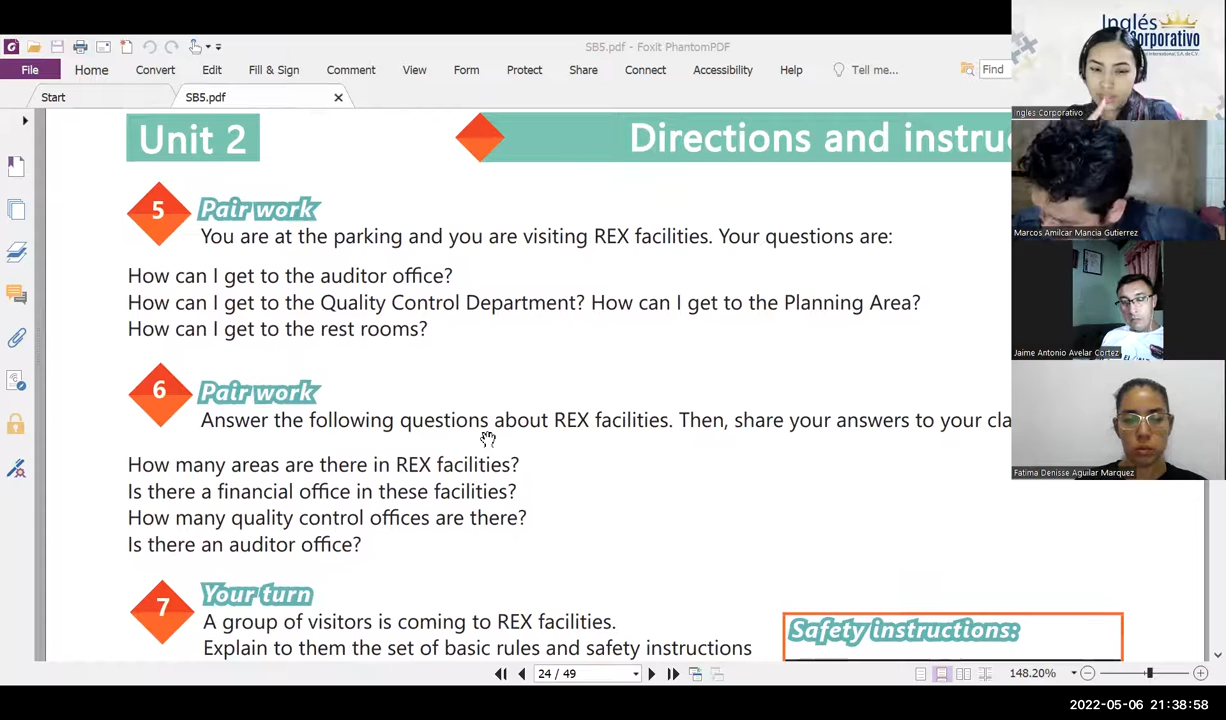 SB5.pdf - Foxit PhantomPDF
File Home Convert Edit Fill & Sign Comment View Form Protect Share Connect Accessibility Help Tell me... Find
Start SB5.pdf
Unit 2
Directions and instru
5 Pair work
You are at the parking and you are visiting REX facilities. Your questions are:
How can I get to the auditor office?
How can I get to the Quality Control Department? How can I get to the Planning Area?
How can I get to the rest rooms?
6 Pair work
Answer the following questions about REX facilities. Then, share your answers to your cla
How many areas are there in REX facilities?
Is there a financial office in these facilities?
How many quality control offices are there?
Is there an auditor office?
7 Your turn
A group of visitors is coming to REX facilities.
Explain to them the set of basic rules and safety instructions
Safety instructions:
24 / 49
148.20%
Inglés
Corporativo
Ingles Corporativo
Marcos Amilcar Mancia Gutierrez
Jaime Antonio Avelar Cortez
Fatima Denisse Aguilar Marquez
2022-05-06 21:38:58